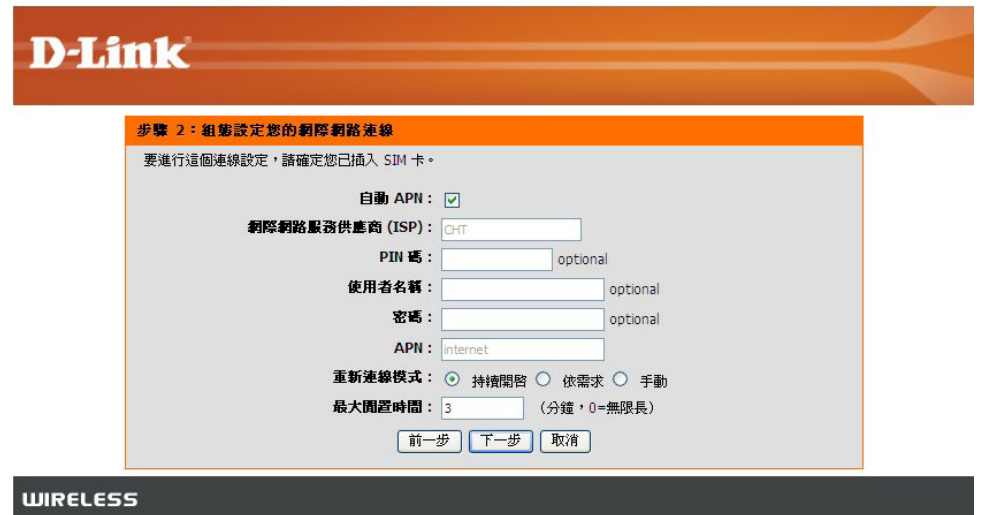 D-Link
步驟 2：組態設定您的網際網路連線
要進行這個連線設定，請確定您已插入 SIM 卡。
自動 APN：
網際網路服務供應商 (ISP)： CHT
PIN 碼： optional
使用者名稱： optional
密碼： optional
APN： internet
重新連線模式： 持續開啓 依需求 手動
最大閒置時間： 3 （分鐘，0=無限長）
前一步 下一步 取消
WIRELESS